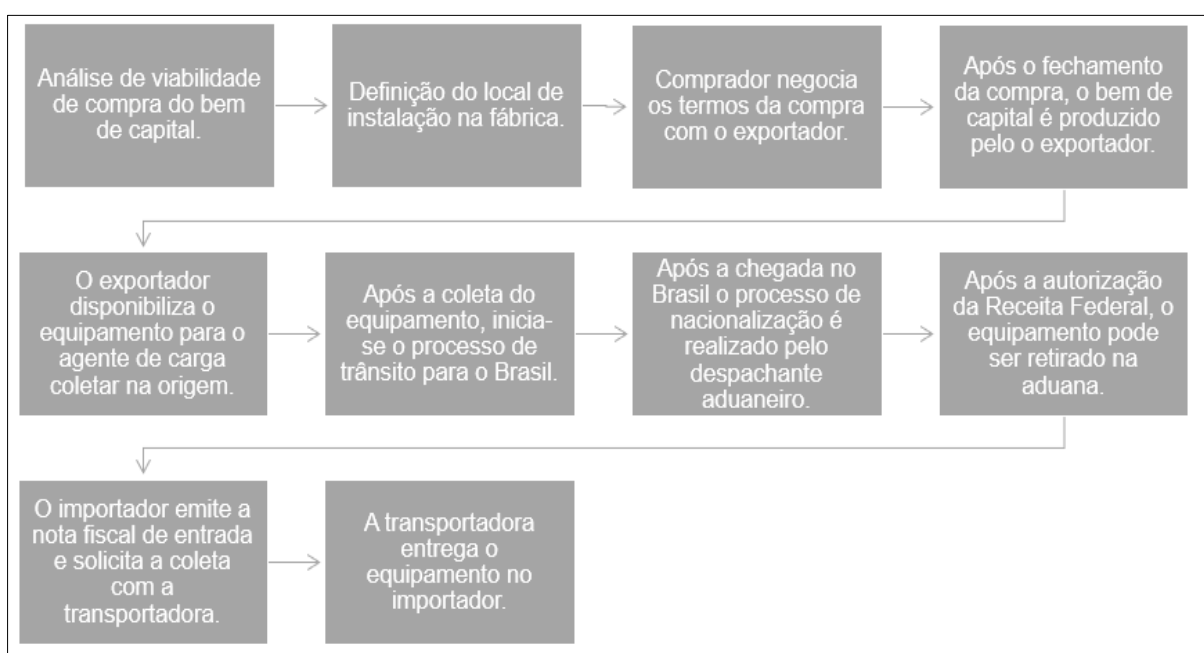 Análise de viabilidade
de compra do bem
de capital.
Definição do local de
instalação na fábrica.
Comprador negocia
os termos da compra
com o exportador.
Após o fechamento
da compra, o bem de
capital é produzido
pelo o exportador.
O exportador
disponibiliza o
equipamento para o
agente de carga
coletar na origem.
Após a coleta do
equipamento, inicia-
se o processo de
trânsito para o Brasil.
Após a chegada no
Brasil o processo de
nacionalização é
realizado pelo
despachante
aduaneiro.
Após a autorização
da Receita Federal, o
equipamento pode
ser retirado na
aduana.
O importador emite a
nota fiscal de entrada
e solicita a coleta
com a
transportadora.
A transportadora
entrega o
equipamento no
importador.